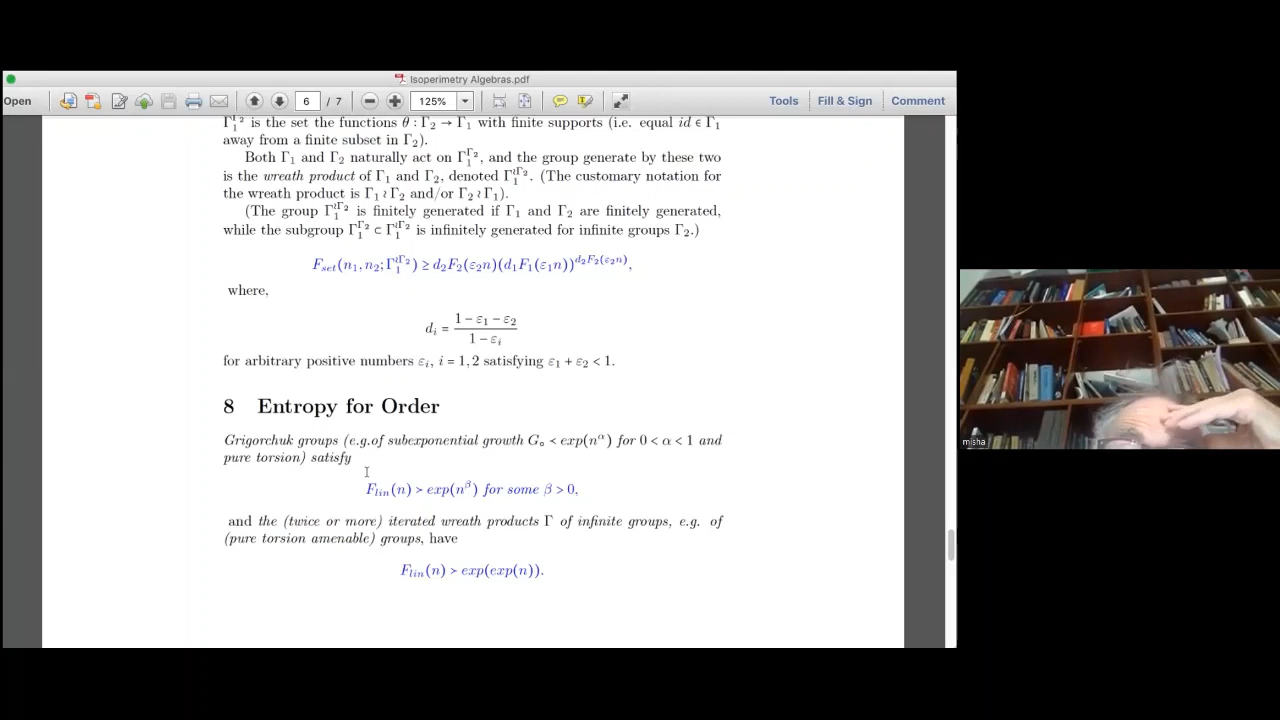 Isoperimetry Algebras.pdf
Open 6 / 7 125% Tools Fill & Sign Comment
Γ₁^Γ₂ is the set the functions θ : Γ₂ → Γ₁ with finite supports (i.e. equal id ∈ Γ₁
away from a finite subset in Γ₂).
Both Γ₁ and Γ₂ naturally act on Γ₁^Γ₂, and the group generate by these two
is the wreath product of Γ₁ and Γ₂, denoted Γ₁^≀Γ₂. (The customary notation for
the wreath product is Γ₁ ≀ Γ₂ and/or Γ₂ ≀ Γ₁).
(The group Γ₁^≀Γ₂ is finitely generated if Γ₁ and Γ₂ are finitely generated,
while the subgroup Γ₁^Γ₂ ⊂ Γ₁^≀Γ₂ is infinitely generated for infinite groups Γ₂.)
F_set(n₁, n₂; Γ₁^≀Γ₂) ≥ d₂F₂(ε₂n)(d₁F₁(ε₁n))^d₂F₂(ε₂n),
where,
d_i = (1 − ε₁ − ε₂)/(1 − ε_i)
for arbitrary positive numbers ε_i, i = 1, 2 satisfying ε₁ + ε₂ < 1.
8 Entropy for Order
Grigorchuk groups (e.g.of subexponential growth G∘ ≺ exp(n^α) for 0 < α < 1 and
pure torsion) satisfy
F_lin(n) ≻ exp(n^β) for some β > 0,
and the (twice or more) iterated wreath products Γ of infinite groups, e.g. of
(pure torsion amenable) groups, have
F_lin(n) ≻ exp(exp(n)).
misha